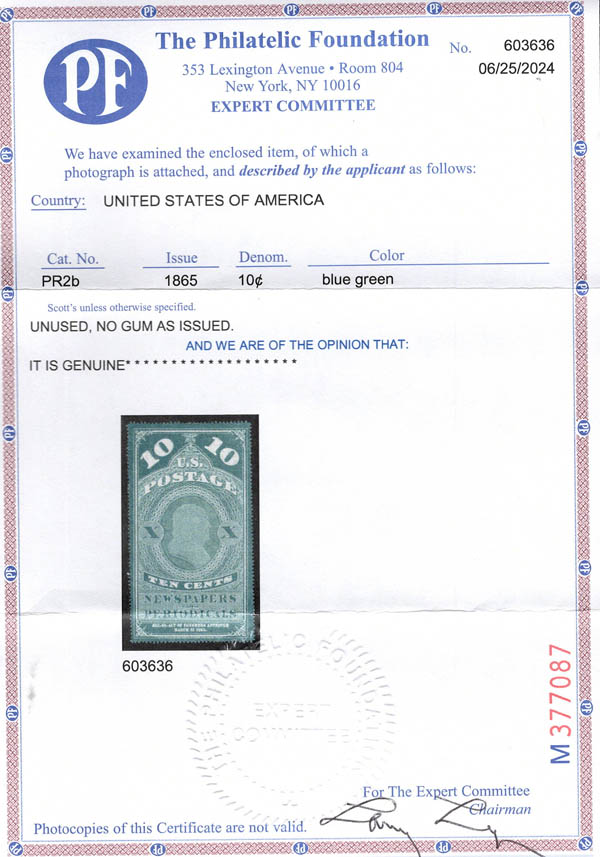 PF
The Philatelic Foundation
353 Lexington Avenue • Room 804
New York, NY 10016
EXPERT COMMITTEE
No. 603636
06/25/2024
We have examined the enclosed item, of which a
photograph is attached, and described by the applicant as follows:
Country: UNITED STATES OF AMERICA
Cat. No. Issue Denom. Color
PR2b 1865 10¢ blue green
Scott's unless otherwise specified.
UNUSED, NO GUM AS ISSUED.
AND WE ARE OF THE OPINION THAT:
IT IS GENUINE* * * * * * * * * * * * * * * * * * *
10 10
U.S.
POSTAGE
X X
TEN CENTS
NEWSPAPERS
PERIODICALS
603636
THE PHILATELIC FOUNDATION
EXPERT
COMMITTEE
M 377087
For The Expert Committee
Chairman
Photocopies of this Certificate are not valid.